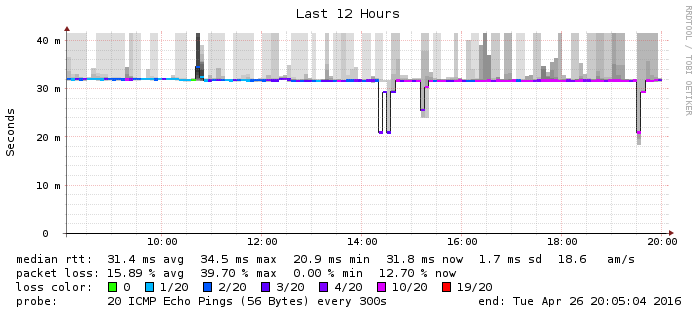 Last 12 Hours
RRDTOOL / TOBI OETIKER
Seconds
40 m
30 m
20 m
10 m
0
10:00 12:00 14:00 16:00 18:00 20:00
median rtt: 31.4 ms avg 34.5 ms max 20.9 ms min 31.8 ms now 1.7 ms sd 18.6 am/s
packet loss: 15.89 % avg 39.70 % max 0.00 % min 12.70 % now
loss color: 0 1/20 2/20 3/20 4/20 10/20 19/20
probe: 20 ICMP Echo Pings (56 Bytes) every 300s end: Tue Apr 26 20:05:04 2016